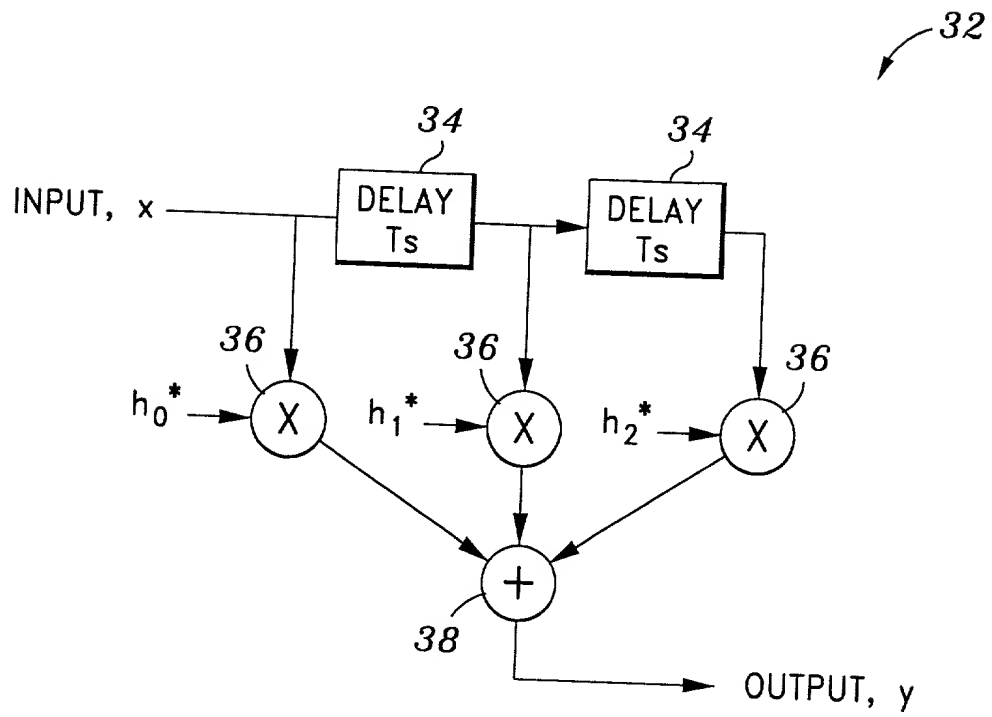 32
34
34
INPUT, x
DELAY
Ts
DELAY
Ts
36
36
36
h0*
X
h1*
X
h2*
X
+
38
OUTPUT, y